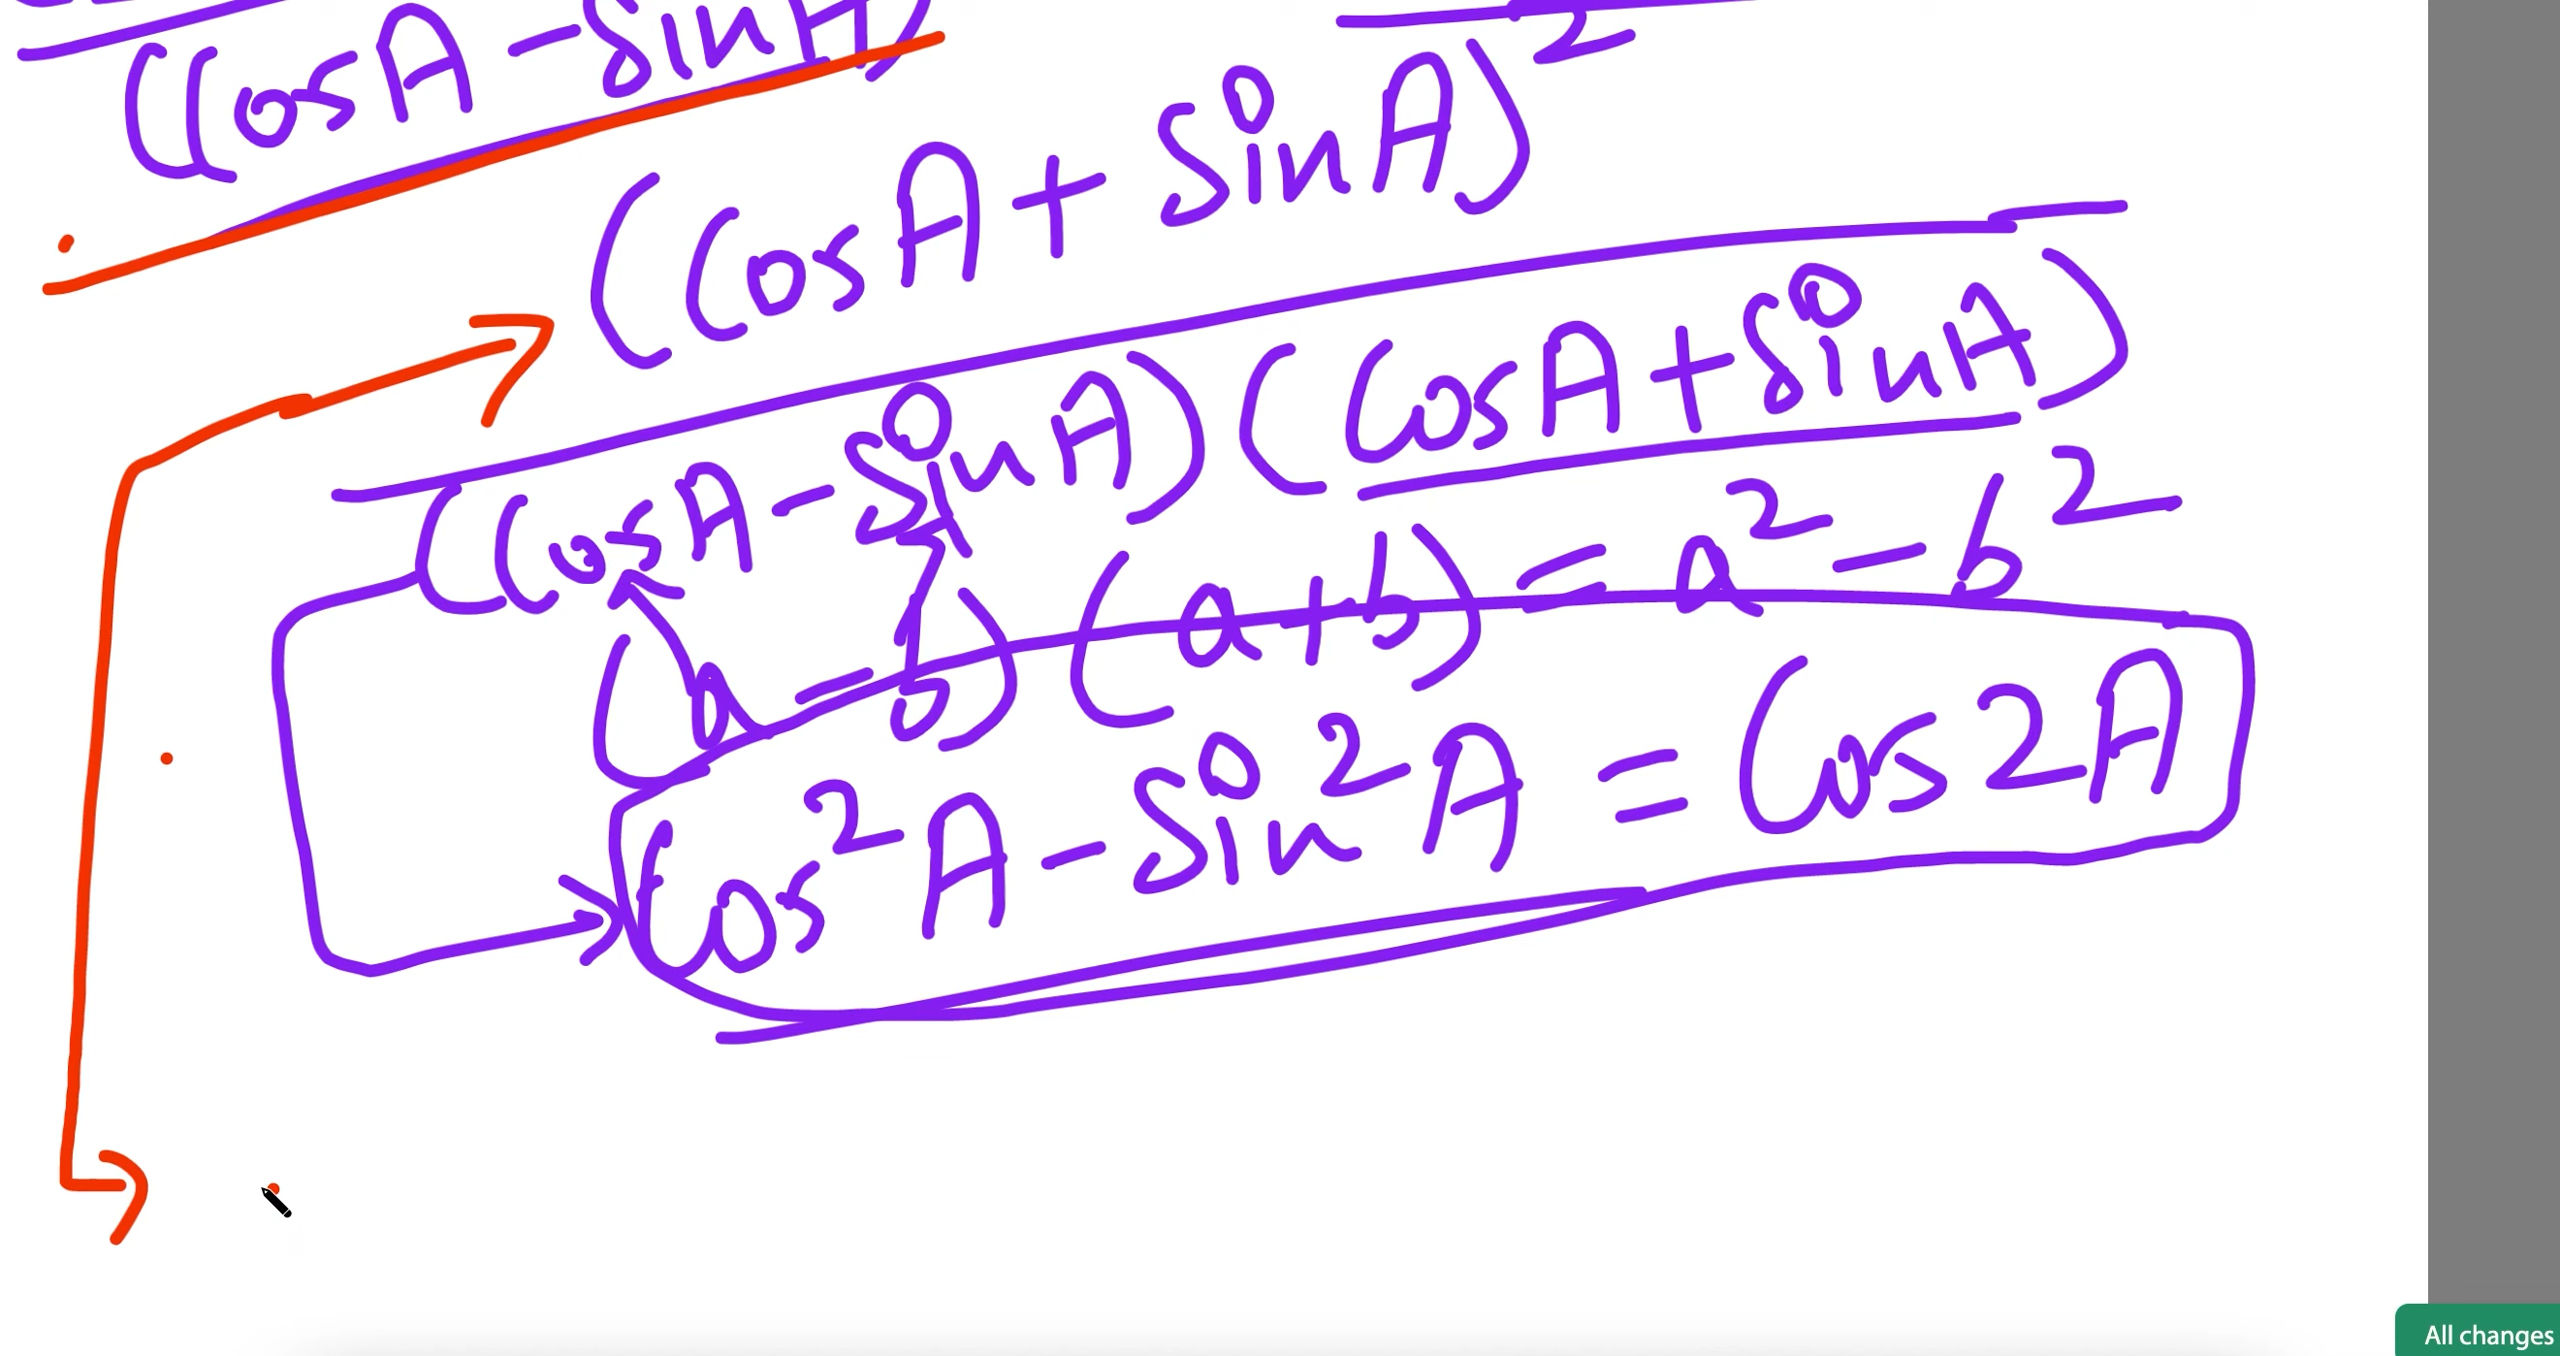 (CosA - SinA)
(CosA + SinA)²
(CosA - SinA)(CosA + SinA)
(a - b)(a + b) = a² - b²
Cos²A - Sin²A = Cos2A
All changes